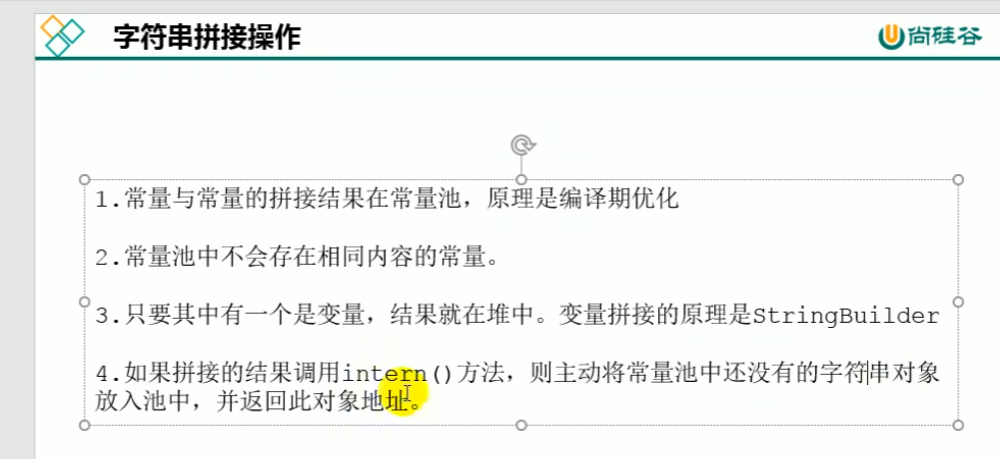 字符串拼接操作
尚硅谷
1.常量与常量的拼接结果在常量池，原理是编译期优化
2.常量池中不会存在相同内容的常量。
3.只要其中有一个是变量，结果就在堆中。变量拼接的原理是StringBuilder
4.如果拼接的结果调用intern()方法，则主动将常量池中还没有的字符串对象
放入池中，并返回此对象地址。